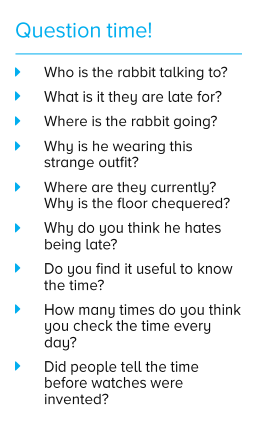 Question time!
Who is the rabbit talking to?
What is it they are late for?
Where is the rabbit going?
Why is he wearing this
strange outfit?
Where are they currently?
Why is the floor chequered?
Why do you think he hates
being late?
Do you find it useful to know
the time?
How many times do you think
you check the time every
day?
Did people tell the time
before watches were
invented?